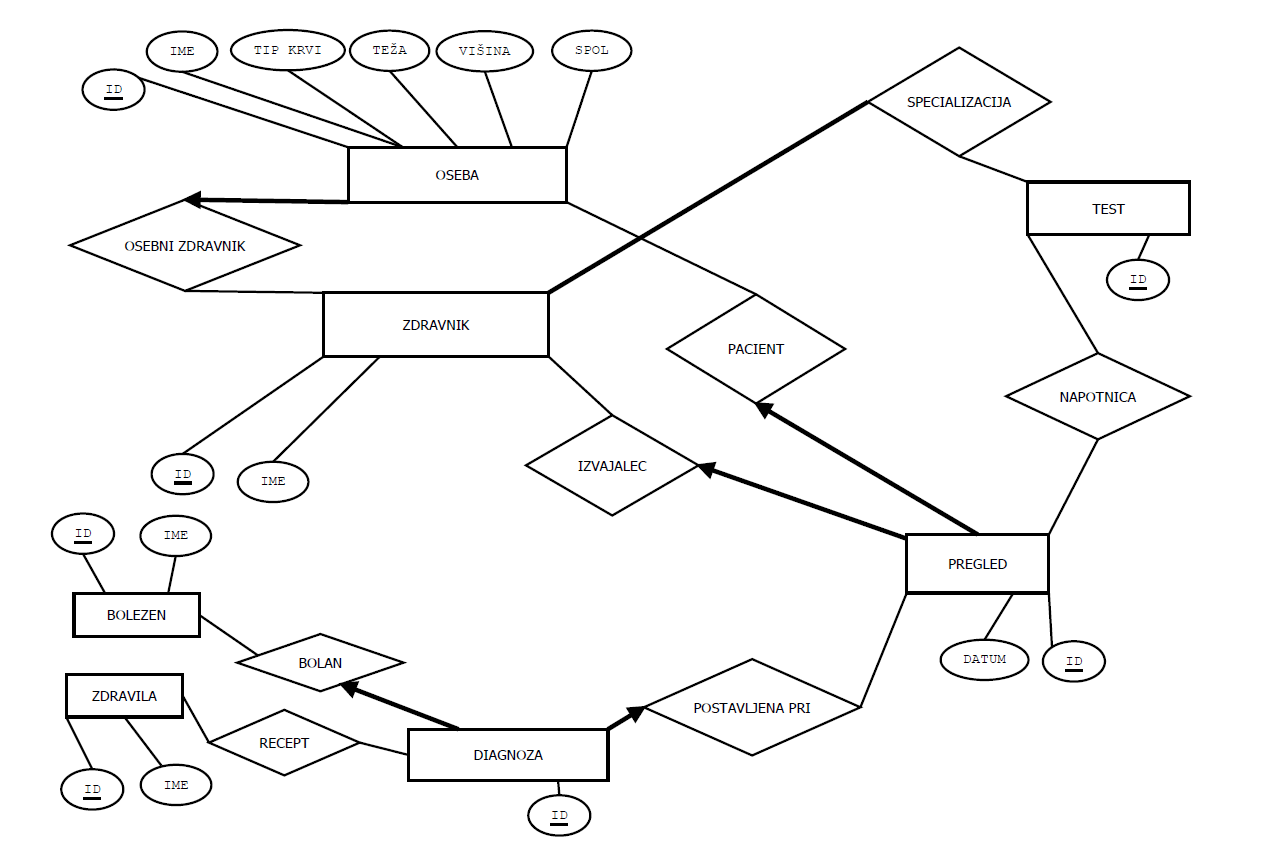 IME
TIP KRVI
TEŽA
VIŠINA
SPOL
ID
SPECIALIZACIJA
OSEBA
TEST
OSEBNI ZDRAVNIK
ID
ZDRAVNIK
PACIENT
NAPOTNICA
IZVAJALEC
ID
IME
ID
IME
PREGLED
BOLEZEN
BOLAN
DATUM
ID
ZDRAVILA
POSTAVLJENA PRI
RECEPT
DIAGNOZA
ID
IME
ID